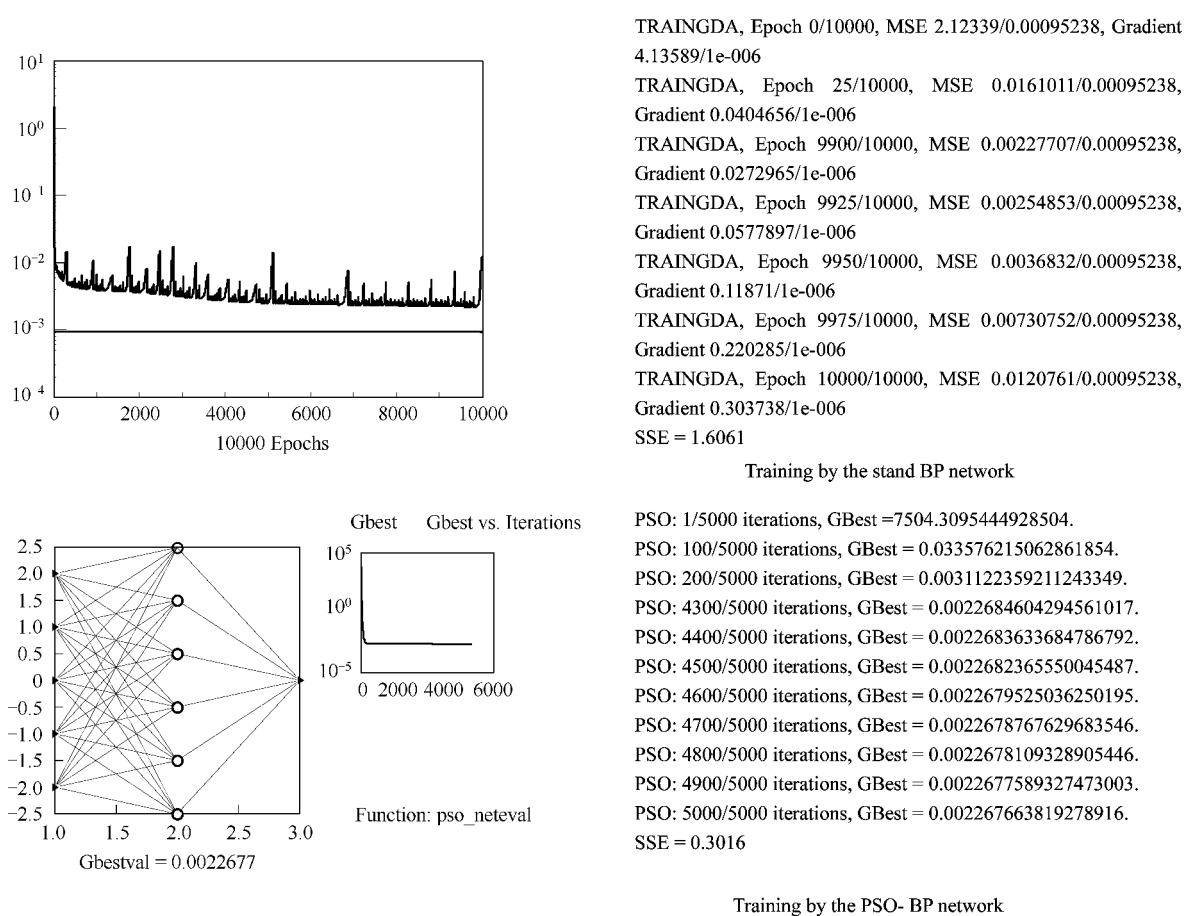 10¹
10⁰
10⁻¹
10⁻²
10⁻³
10⁻⁴
0 2000 4000 6000 8000 10000
10000 Epochs
TRAINGDA, Epoch 0/10000, MSE 2.12339/0.00095238, Gradient
4.13589/1e-006
TRAINGDA, Epoch 25/10000, MSE 0.0161011/0.00095238,
Gradient 0.0404656/1e-006
TRAINGDA, Epoch 9900/10000, MSE 0.00227707/0.00095238,
Gradient 0.0272965/1e-006
TRAINGDA, Epoch 9925/10000, MSE 0.00254853/0.00095238,
Gradient 0.0577897/1e-006
TRAINGDA, Epoch 9950/10000, MSE 0.0036832/0.00095238,
Gradient 0.11871/1e-006
TRAINGDA, Epoch 9975/10000, MSE 0.00730752/0.00095238,
Gradient 0.220285/1e-006
TRAINGDA, Epoch 10000/10000, MSE 0.0120761/0.00095238,
Gradient 0.303738/1e-006
SSE = 1.6061
Training by the stand BP network
2.5
2.0
1.5
1.0
0.5
0
−0.5
−1.0
−1.5
−2.0
−2.5
1.0 1.5 2.0 2.5 3.0
Gbestval = 0.0022677
Gbest Gbest vs. Iterations
10⁵
10⁰
10⁻⁵
0 2000 4000 6000
Function: pso_neteval
PSO: 1/5000 iterations, GBest =7504.3095444928504.
PSO: 100/5000 iterations, GBest = 0.033576215062861854.
PSO: 200/5000 iterations, GBest = 0.0031122359211243349.
PSO: 4300/5000 iterations, GBest = 0.0022684604294561017.
PSO: 4400/5000 iterations, GBest = 0.0022683633684786792.
PSO: 4500/5000 iterations, GBest = 0.0022682365550045487.
PSO: 4600/5000 iterations, GBest = 0.0022679525036250195.
PSO: 4700/5000 iterations, GBest = 0.0022678767629683546.
PSO: 4800/5000 iterations, GBest = 0.0022678109328905446.
PSO: 4900/5000 iterations, GBest = 0.0022677589327473003.
PSO: 5000/5000 iterations, GBest = 0.002267663819278916.
SSE = 0.3016
Training by the PSO- BP network